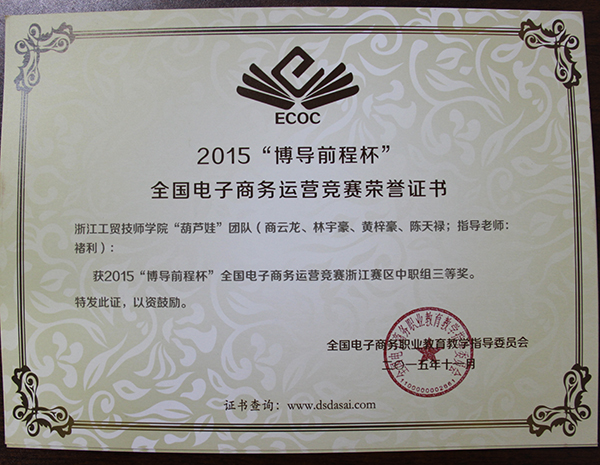 ECOC
2015“博导前程杯”
全国电子商务运营竞赛荣誉证书
浙江工贸技师学院“葫芦娃”团队（商云龙、林宇豪、黄梓豪、陈天禄；指导老师：
褚利）：
获2015“博导前程杯”全国电子商务运营竞赛浙江赛区中职组三等奖。
特发此证，以资鼓励。
全国电子商务职业教育教学指导委员会
二〇一五年十一月
证书查询：www.dsdasai.com